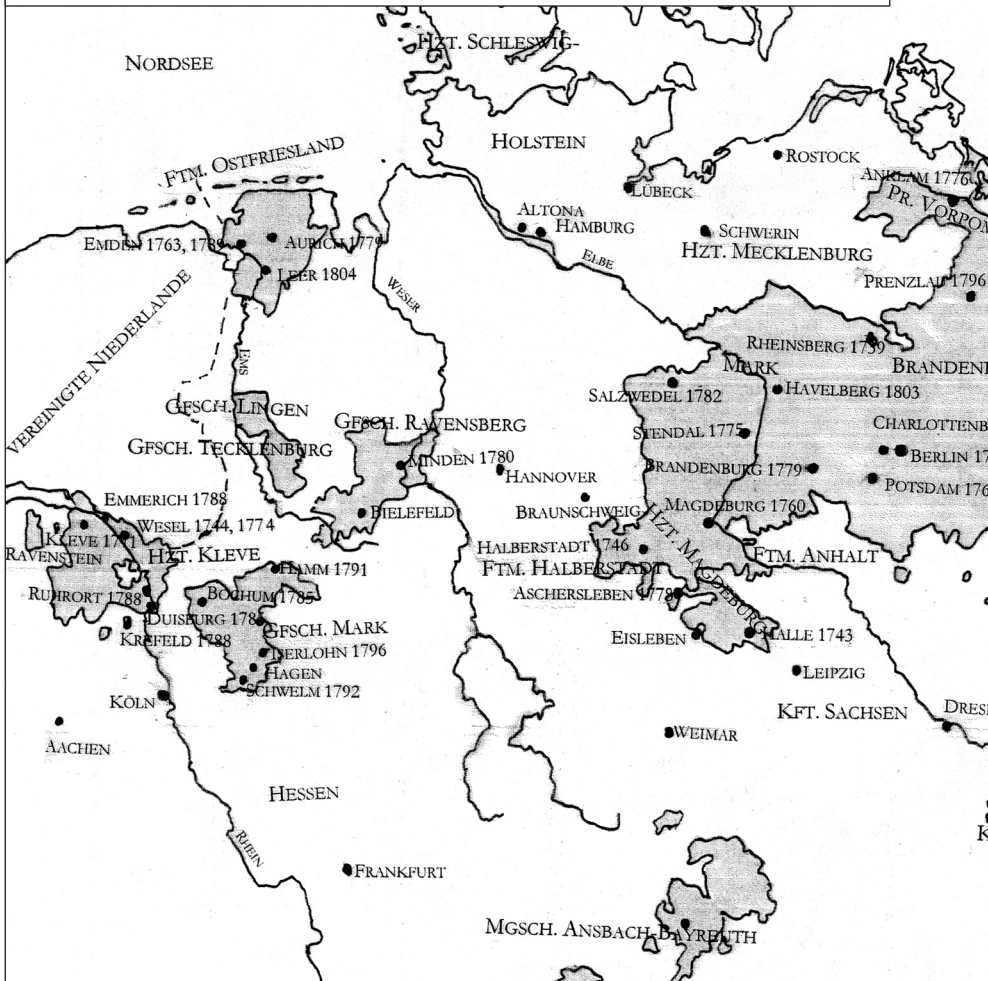 HZT. SCHLESWIG-
NORDSEE
HOLSTEIN
FTM. OSTFRIESLAND
ROSTOCK
ANKLAM 1776
LÜBECK
PR. VORPOM
ALTONA
HAMBURG
SCHWERIN
HZT. MECKLENBURG
EMDEN 1763, 1789
AURICH 1779
ELBE
LEER 1804
WESER
PRENZLAU 1796
VEREINIGTE NIEDERLANDE
RHEINSBERG 1739
EMS
MARK
BRANDEN
SALZWEDEL 1782
HAVELBERG 1803
GFSCH. LINGEN
GFSCH. RAVENSBERG
CHARLOTTENB
STENDAL 1775
GFSCH. TECKLENBURG
BERLIN 17
MINDEN 1780
BRANDENBURG 1779
HANNOVER
POTSDAM 176
EMMERICH 1788
BIELEFELD
BRAUNSCHWEIG
MAGDEBURG 1760
WESEL 1744, 1774
KLEVE
RAVENSTEIN
HZT. KLEVE
HALBERSTADT 1746
HZT. MAGDEBURG
FTM. ANHALT
FTM. HALBERSTADT
HAMM 1791
RUHRORT 1788
BOCHUM 1785
ASCHERSLEBEN 1778
DUISBURG
GFSCH. MARK
KREFELD 1788
EISLEBEN
HALLE 1743
ISERLOHN 1796
HAGEN
LEIPZIG
SCHWELM 1792
KÖLN
KFT. SACHSEN
DRES
AACHEN
WEIMAR
HESSEN
K
RHEIN
FRANKFURT
MGSCH. ANSBACH-BAYREUTH